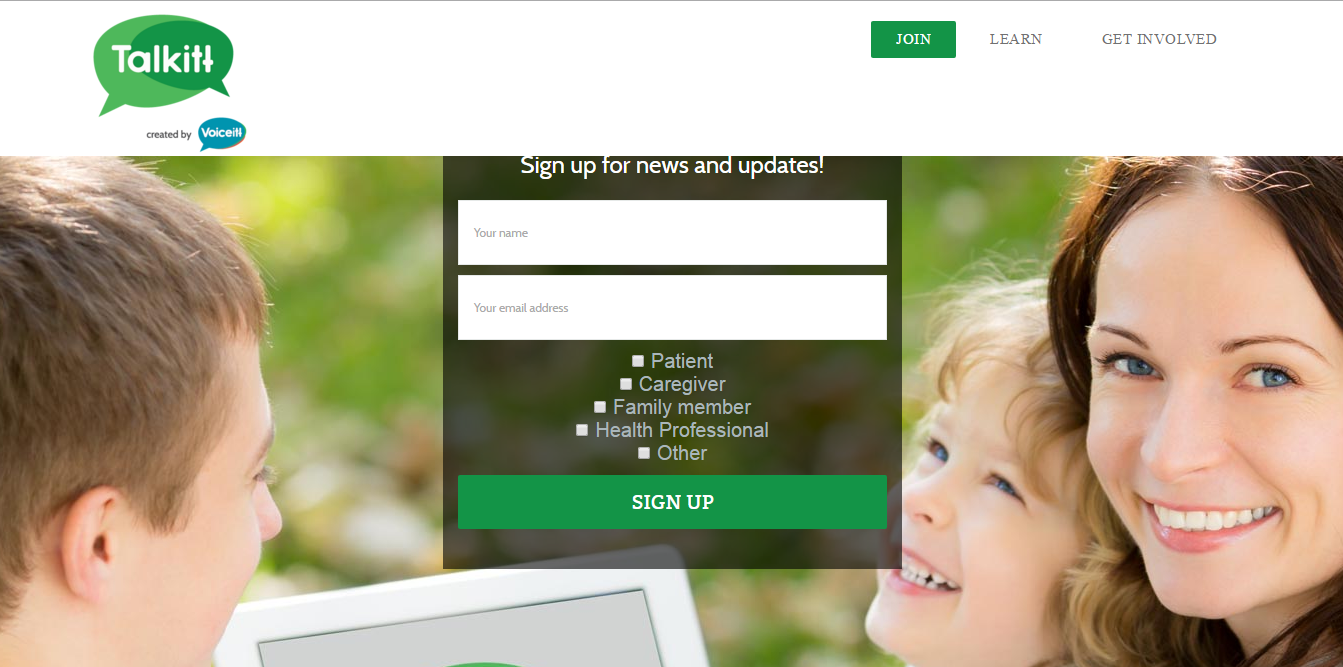 Talkitt
JOIN
LEARN
GET INVOLVED
created by Voiceitt
Sign up for news and updates!
Your name
Your email address
Patient
Caregiver
Family member
Health Professional
Other
SIGN UP